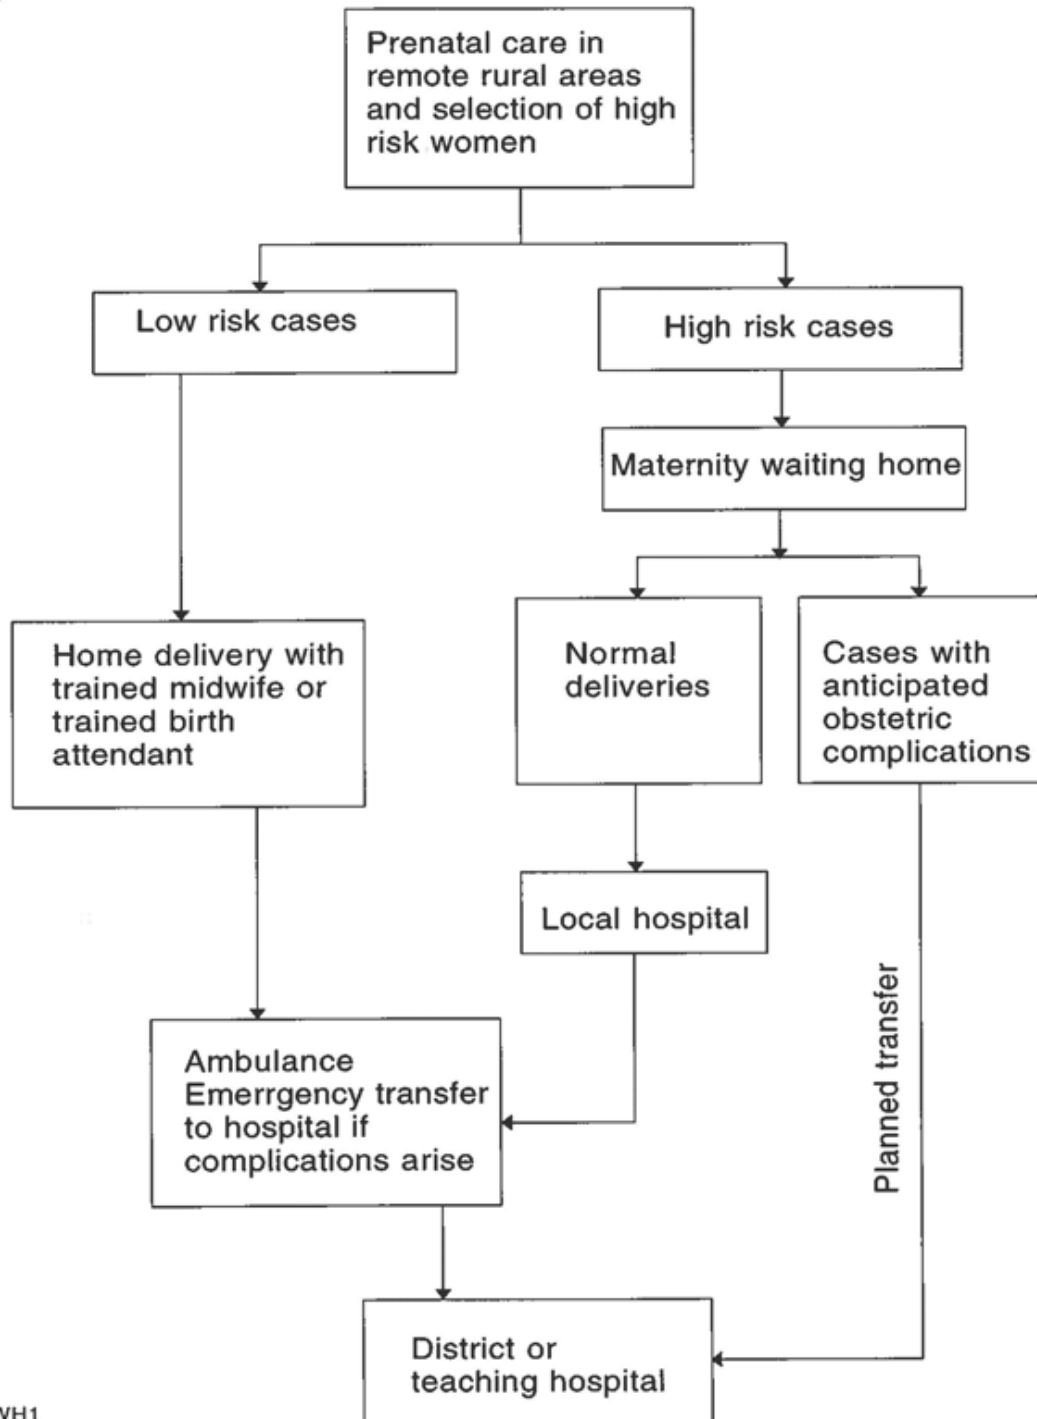 Prenatal care in
remote rural areas
and selection of high
risk women
Low risk cases
High risk cases
Maternity waiting home
Home delivery with
trained midwife or
trained birth
attendant
Normal
deliveries
Cases with
anticipated
obstetric
complications
Local hospital
Ambulance
Emerrgency transfer
to hospital if
complications arise
Planned transfer
District or
teaching hospital
WH1